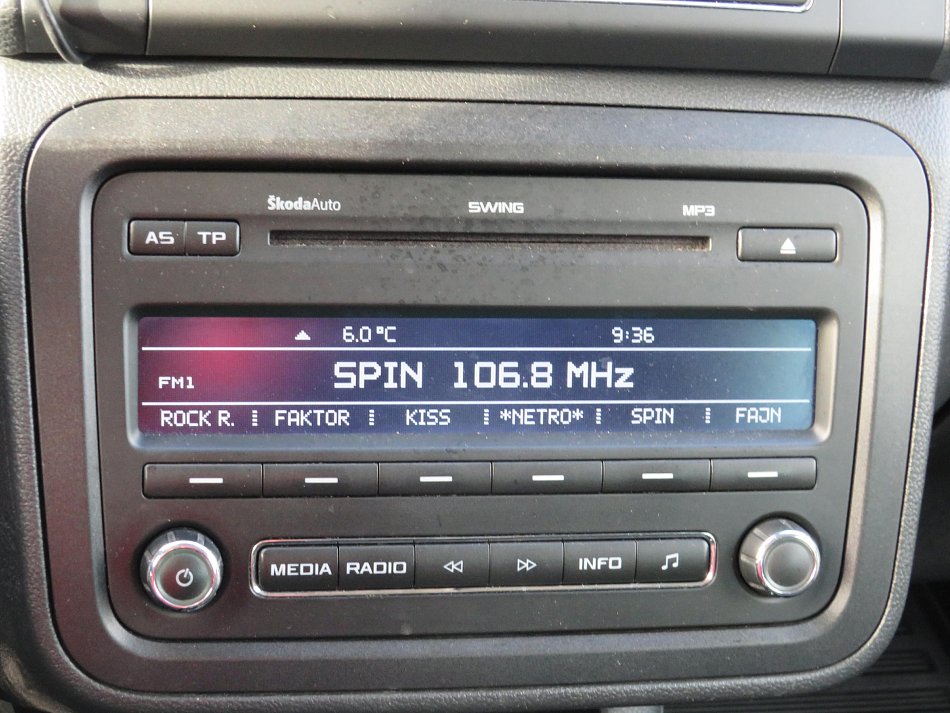 ŠkodaAuto SWING MP3
AS TP
6.0°C 9:36
FM1 SPIN 106.8 MHz
ROCK R. FAKTOR KISS *NETRO* SPIN FAJN
MEDIA RADIO INFO